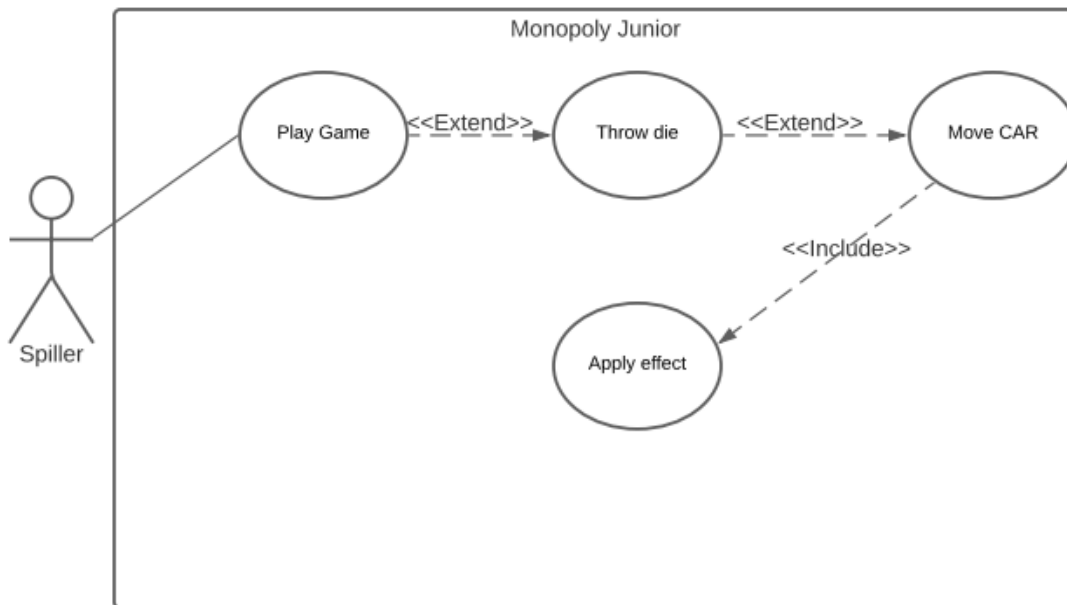 Monopoly Junior
Play Game
<<Extend>>
Throw die
<<Extend>>
Move CAR
<<Include>>
Spiller
Apply effect